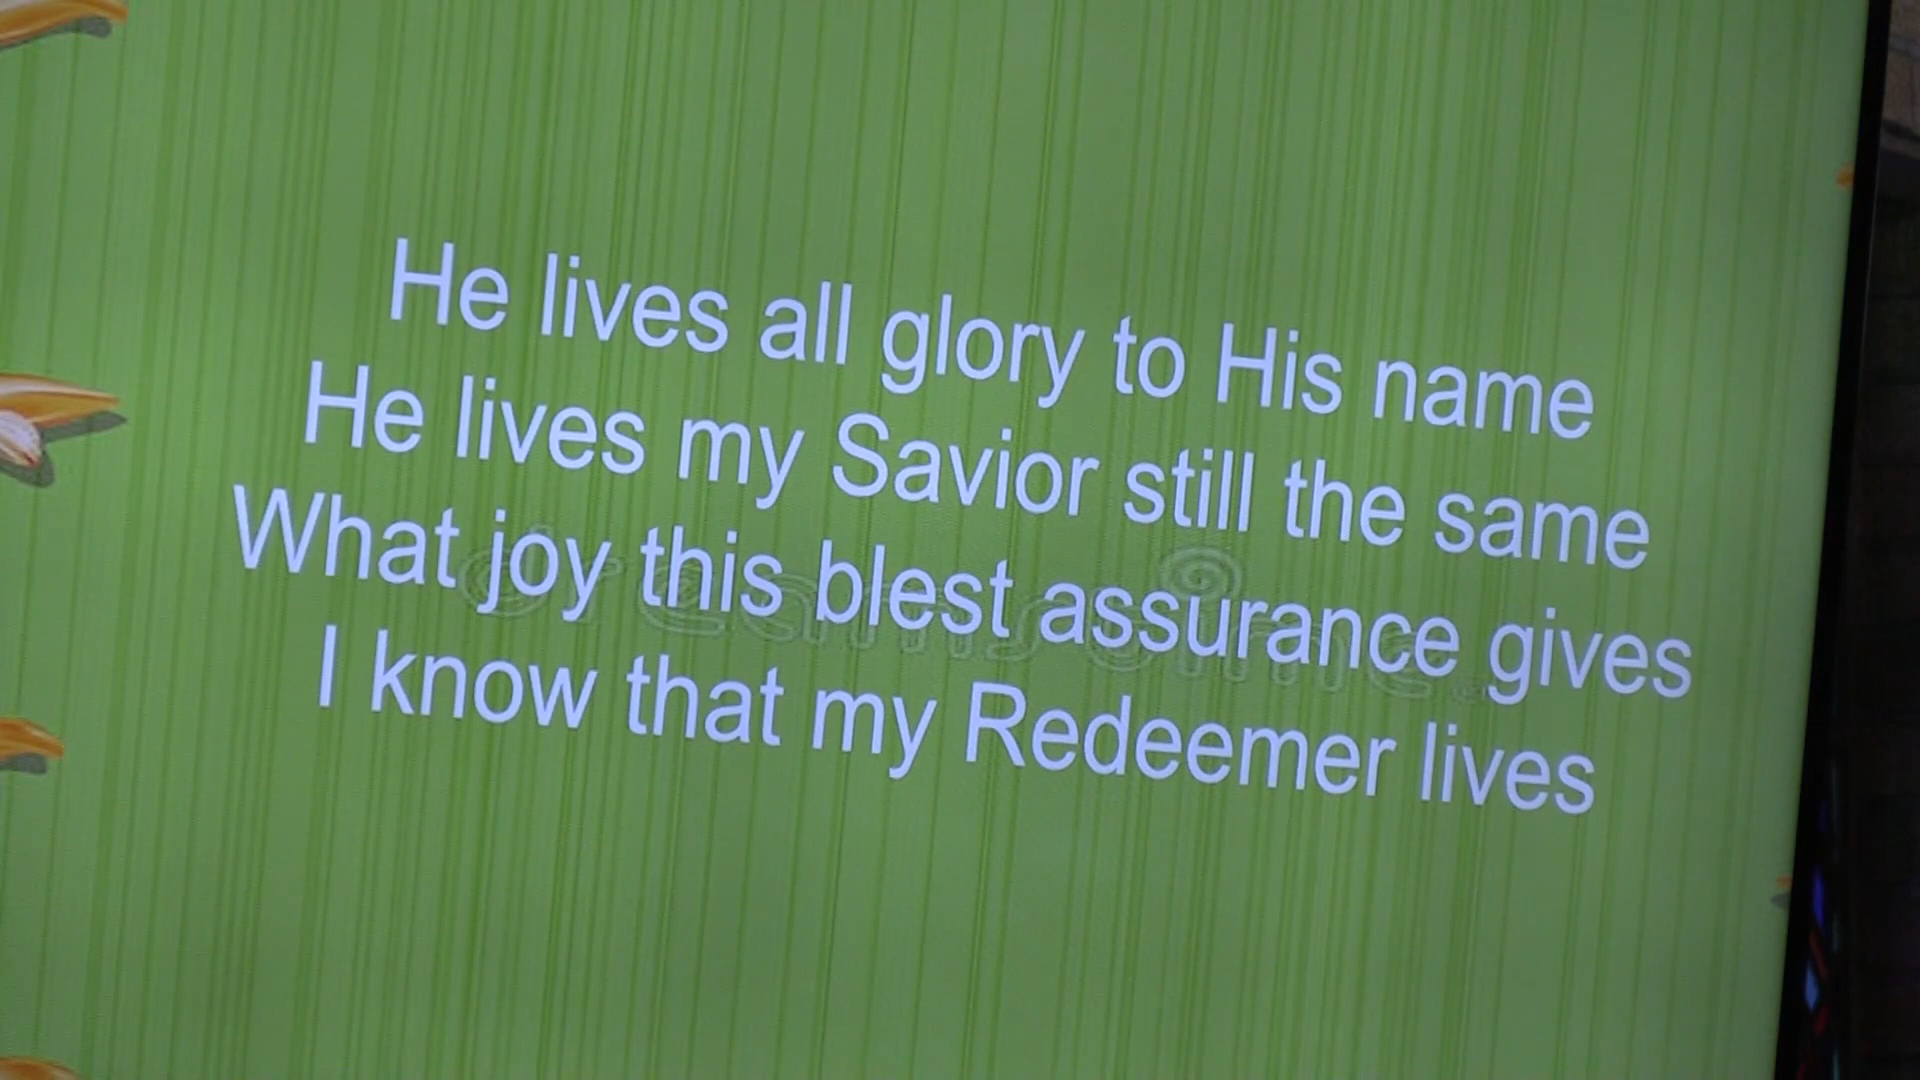 He lives all glory to His name
He lives my Savior still the same
What joy this blest assurance gives
I know that my Redeemer lives